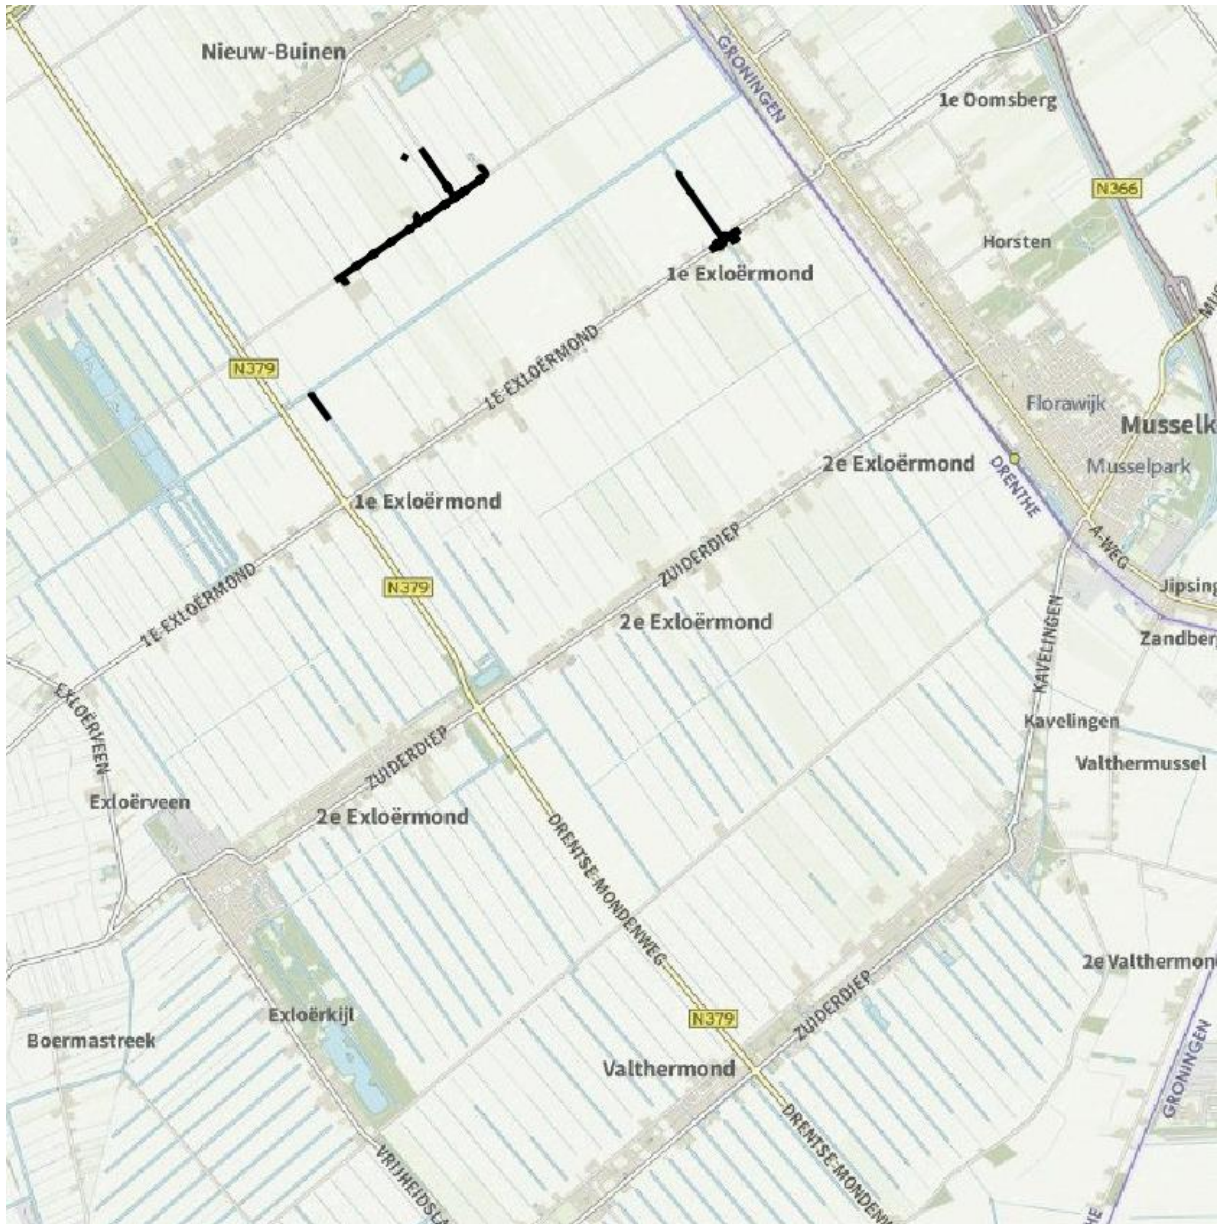 Nieuw-Buinen
GRONINGEN
1e Oomsberg
N366
Horsten
1e Exloërmond
1E EXLOËRMOND
N379
Florawijk
Musselk
Musselpark
2e Exloërmond
DRENTHE
1e Exloërmond
A-WEG
ZUIDERDIEP
N379
Jipsing
1E EXLOËRMOND
2e Exloërmond
Zandber
KAVELINGEN
EXLOËRVEEN
Kavelingen
ZUIDERDIEP
Valthermussel
Exloërveen
2e Exloërmond
DRENTSE-MONDENWEG
2e Valthermon
ZUIDERDIEP
Exloërkijl
N379
Boermastreek
Valthermond
GRONINGEN
DRENTSE-MONDENW
VRIJHEIDSLA